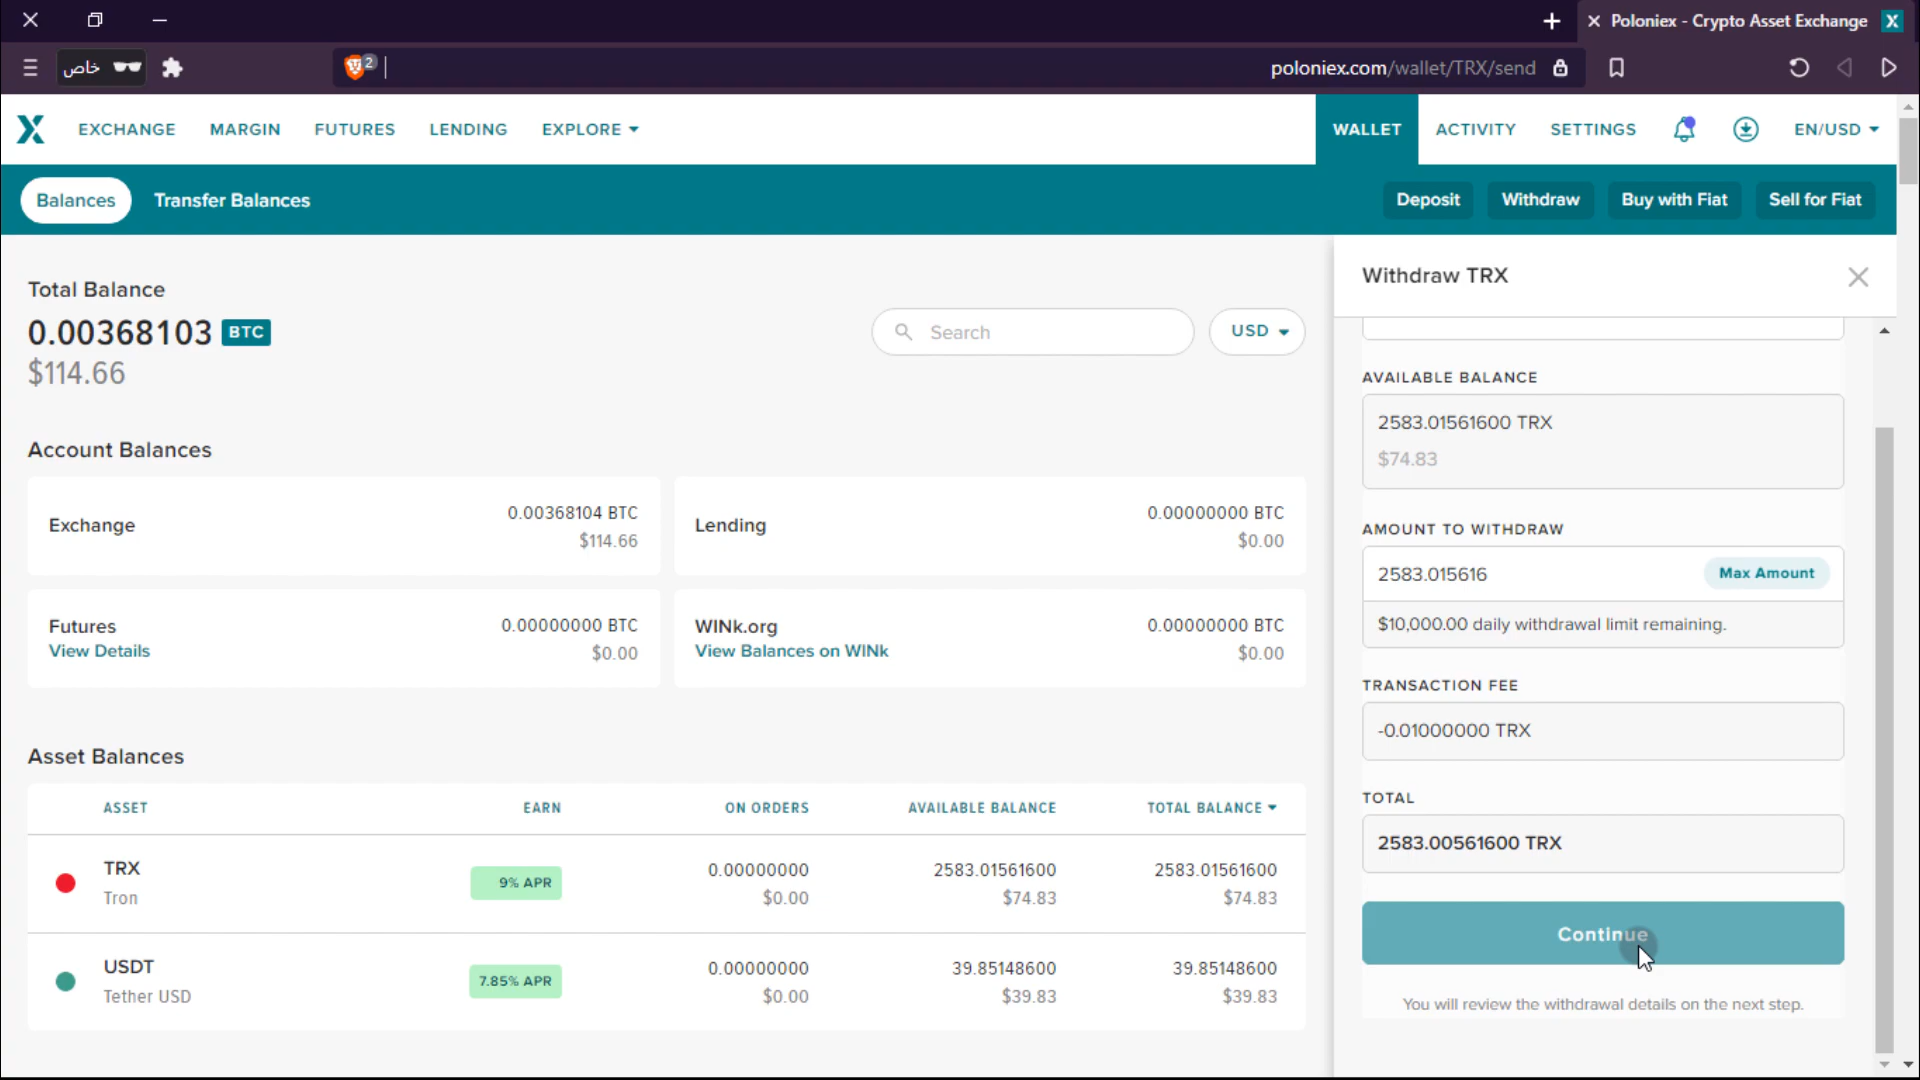 Poloniex - Crypto Asset Exchange
خاص
2
poloniex.com/wallet/TRX/send
EXCHANGE
MARGIN
FUTURES
LENDING
EXPLORE
WALLET
ACTIVITY
SETTINGS
EN/USD
Balances
Transfer Balances
Deposit
Withdraw
Buy with Fiat
Sell for Fiat
Total Balance
0.00368103 BTC
$114.66
Search
USD
Account Balances
Exchange
0.00368104 BTC
$114.66
Lending
0.00000000 BTC
$0.00
Futures
View Details
0.00000000 BTC
$0.00
WINk.org
View Balances on WINk
0.00000000 BTC
$0.00
Asset Balances
ASSET
EARN
ON ORDERS
AVAILABLE BALANCE
TOTAL BALANCE
TRX
Tron
9% APR
0.00000000
$0.00
2583.01561600
$74.83
2583.01561600
$74.83
USDT
Tether USD
7.85% APR
0.00000000
$0.00
39.85148600
$39.83
39.85148600
$39.83
Withdraw TRX
AVAILABLE BALANCE
2583.01561600 TRX
$74.83
AMOUNT TO WITHDRAW
2583.015616
Max Amount
$10,000.00 daily withdrawal limit remaining.
TRANSACTION FEE
-0.01000000 TRX
TOTAL
2583.00561600 TRX
Continue
You will review the withdrawal details on the next step.